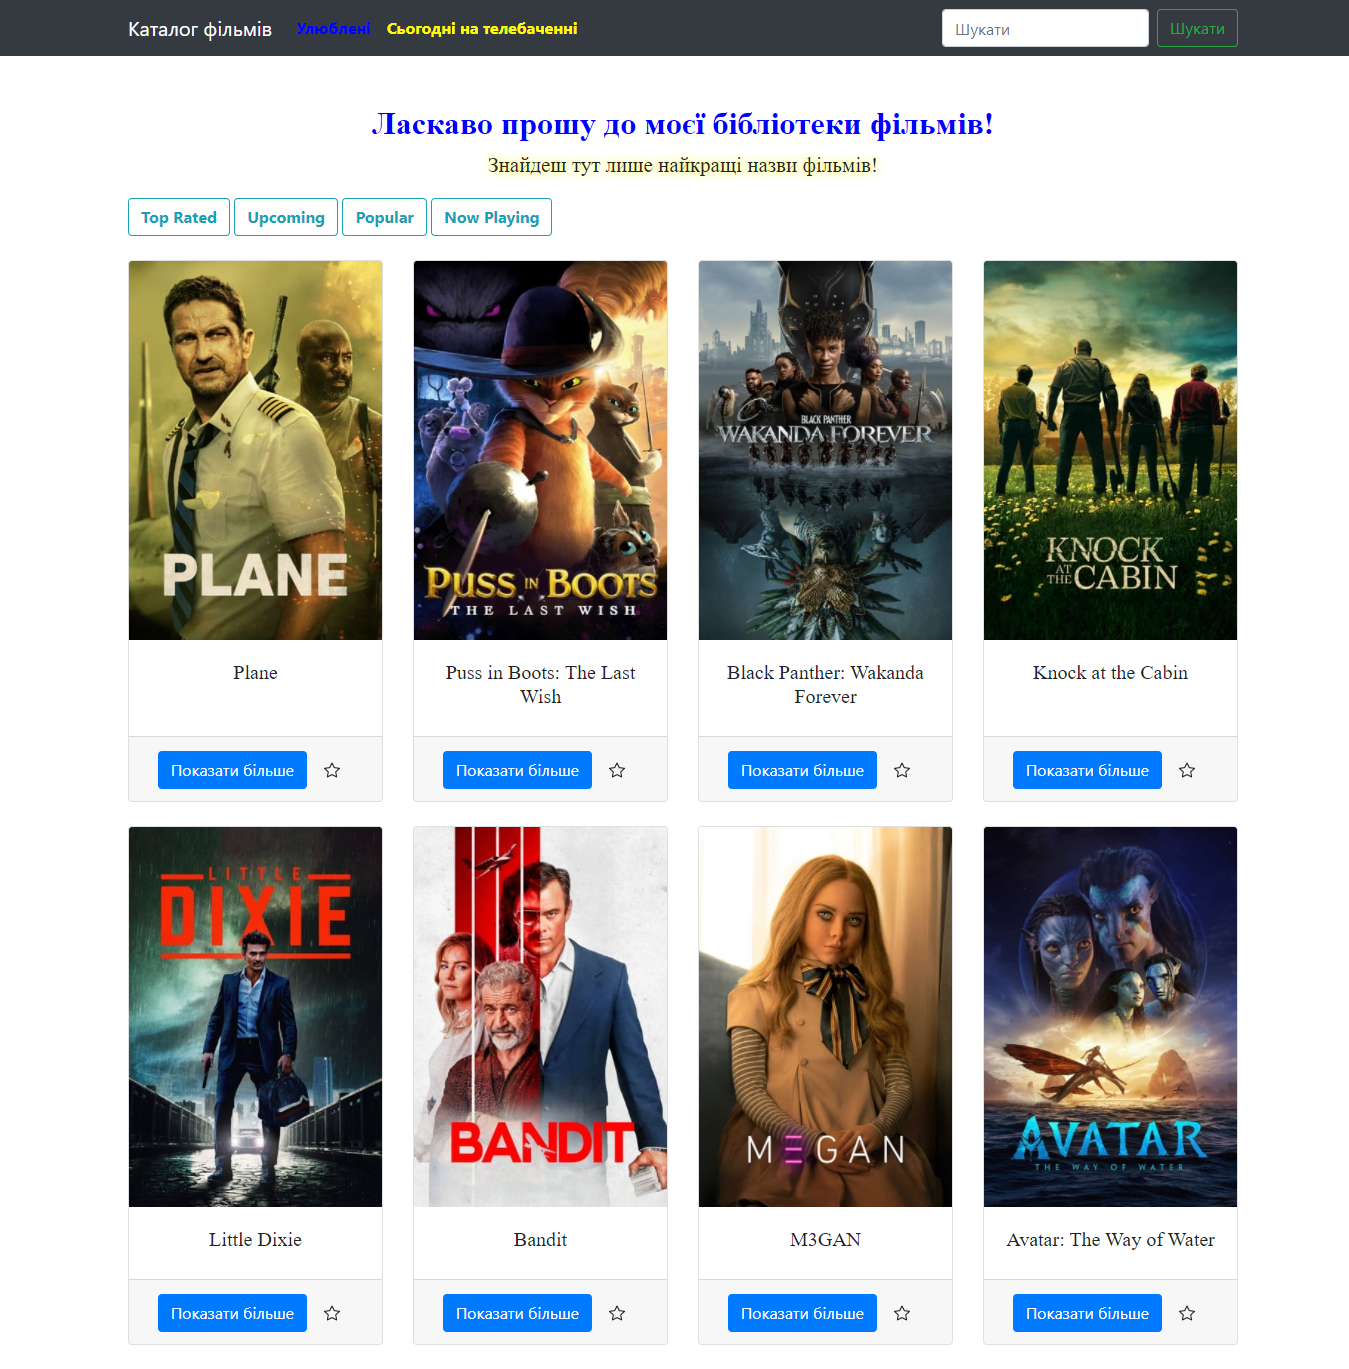 Каталог фільмів Улюблені Сьогодні на телебаченні Шукати Шукати
Ласкаво прошу до моєї бібліотеки фільмів!
Знайдеш тут лише найкращі назви фільмів!
Top Rated Upcoming Popular Now Playing
PLANE
PUSS IN BOOTS
THE LAST WISH
BLACK PANTHER
WAKANDA FOREVER
KNOCK
AT THE CABIN
Plane
Puss in Boots: The Last
Wish
Black Panther: Wakanda
Forever
Knock at the Cabin
Показати більше Показати більше Показати більше Показати більше
LITTLE
DIXIE
BANDIT
M3GAN
AVATAR
THE WAY OF WATER
Little Dixie
Bandit
M3GAN
Avatar: The Way of Water
Показати більше Показати більше Показати більше Показати більше